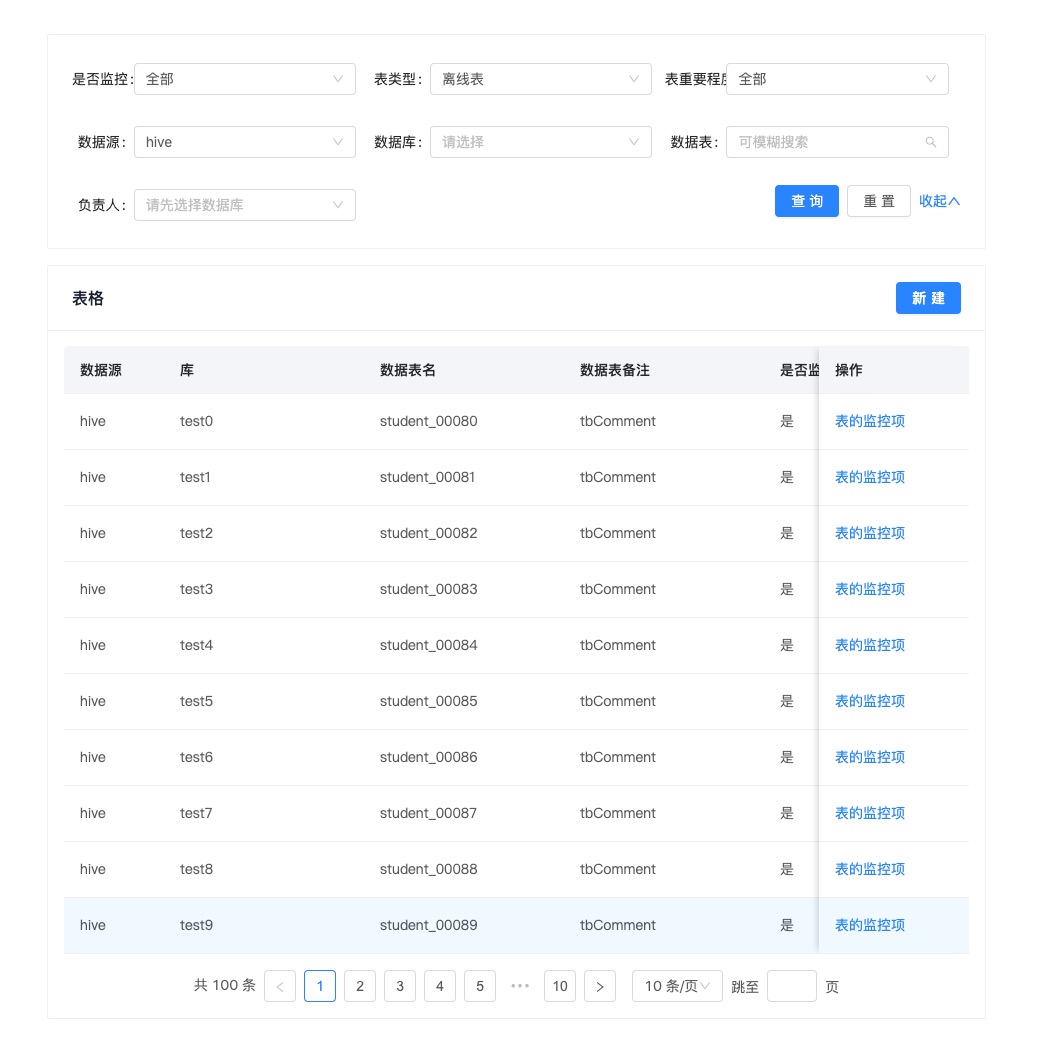 是否监控: 全部 表类型: 离线表 表重要程度 全部
数据源: hive 数据库: 请选择 数据表: 可模糊搜索
负责人: 请先选择数据库 查 询 重 置 收起
表格 新 建
数据源 库 数据表名 数据表备注 是否监 操作
hive test0 student_00080 tbComment 是 表的监控项
hive test1 student_00081 tbComment 是 表的监控项
hive test2 student_00082 tbComment 是 表的监控项
hive test3 student_00083 tbComment 是 表的监控项
hive test4 student_00084 tbComment 是 表的监控项
hive test5 student_00085 tbComment 是 表的监控项
hive test6 student_00086 tbComment 是 表的监控项
hive test7 student_00087 tbComment 是 表的监控项
hive test8 student_00088 tbComment 是 表的监控项
hive test9 student_00089 tbComment 是 表的监控项
共 100 条 < 1 2 3 4 5 ••• 10 > 10 条/页 跳至 页